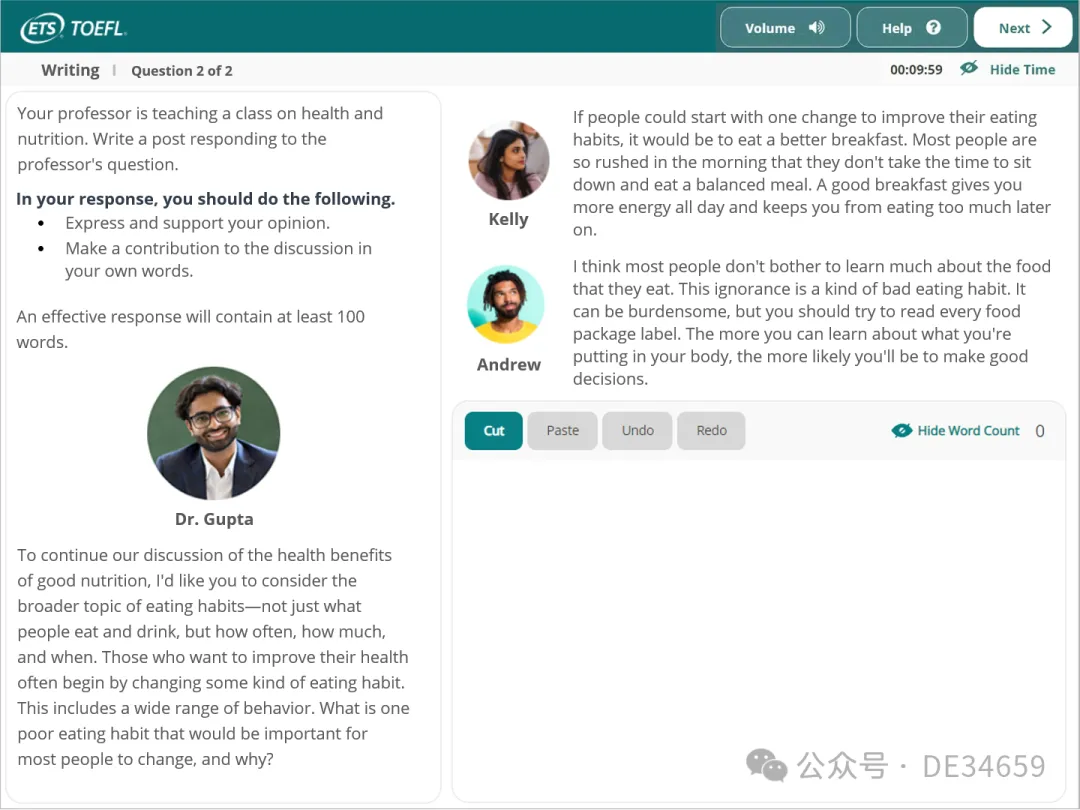 ETS TOEFL
Volume
Help
Next
Writing | Question 2 of 2
00:09:59
Hide Time
Your professor is teaching a class on health and
nutrition. Write a post responding to the
professor's question.
In your response, you should do the following.
• Express and support your opinion.
• Make a contribution to the discussion in
your own words.
An effective response will contain at least 100
words.
Dr. Gupta
To continue our discussion of the health benefits
of good nutrition, I'd like you to consider the
broader topic of eating habits—not just what
people eat and drink, but how often, how much,
and when. Those who want to improve their health
often begin by changing some kind of eating habit.
This includes a wide range of behavior. What is one
poor eating habit that would be important for
most people to change, and why?
If people could start with one change to improve their eating
habits, it would be to eat a better breakfast. Most people are
so rushed in the morning that they don't take the time to sit
down and eat a balanced meal. A good breakfast gives you
more energy all day and keeps you from eating too much later
on.
Kelly
I think most people don't bother to learn much about the food
that they eat. This ignorance is a kind of bad eating habit. It
can be burdensome, but you should try to read every food
package label. The more you can learn about what you're
putting in your body, the more likely you'll be to make good
decisions.
Andrew
Cut
Paste
Undo
Redo
Hide Word Count 0
公众号 · DE34659